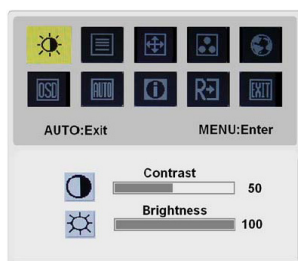 OSD AUTO i R EXIT
AUTO:Exit MENU:Enter
Contrast
50
Brightness
100